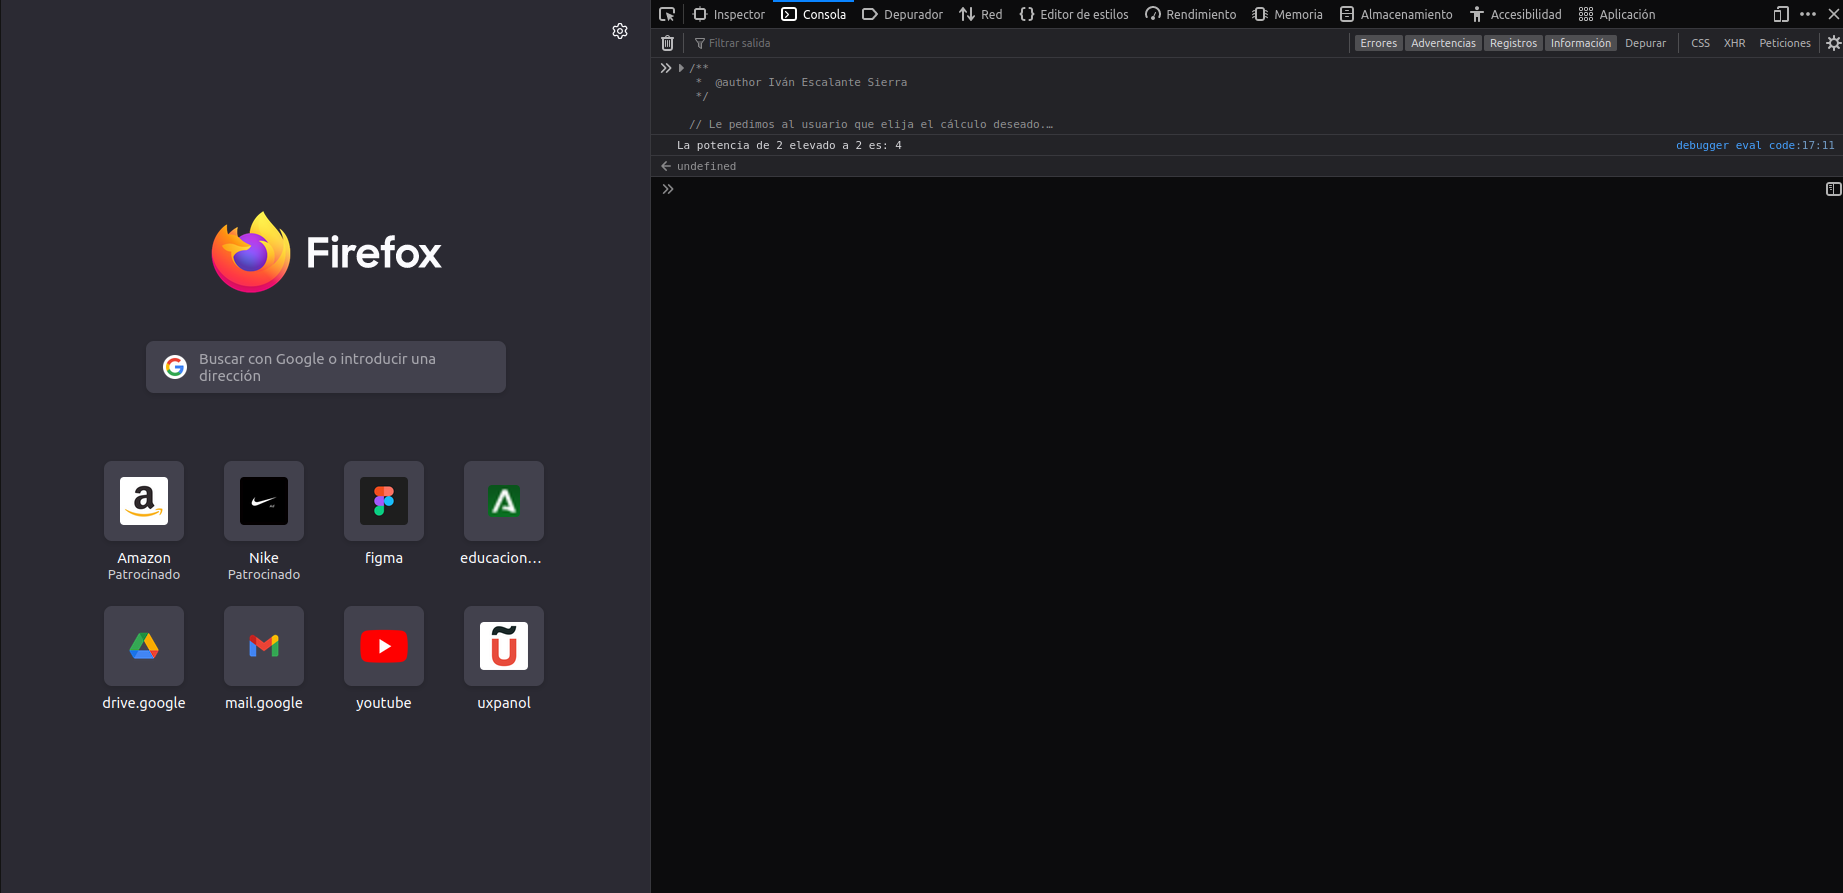 Inspector Consola Depurador Red Editor de estilos Rendimiento Memoria Almacenamiento Accesibilidad Aplicación
Filtrar salida Errores Advertencias Registros Información Depurar CSS XHR Peticiones
/**
* @author Iván Escalante Sierra
*/
// Le pedimos al usuario que elija el cálculo deseado.…
La potencia de 2 elevado a 2 es: 4 debugger eval code:17:11
undefined
Firefox
Buscar con Google o introducir una
dirección
Amazon Nike figma educacion…
Patrocinado Patrocinado
drive.google mail.google youtube uxpanol